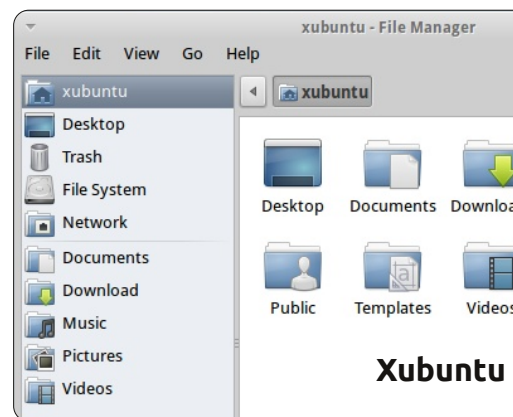 xubuntu - File Manager
File Edit View Go Help
xubuntu
Desktop
Trash
File System
Network
Documents
Download
Music
Pictures
Videos
xubuntu
Desktop Documents
Public Templates Videos
Xubuntu